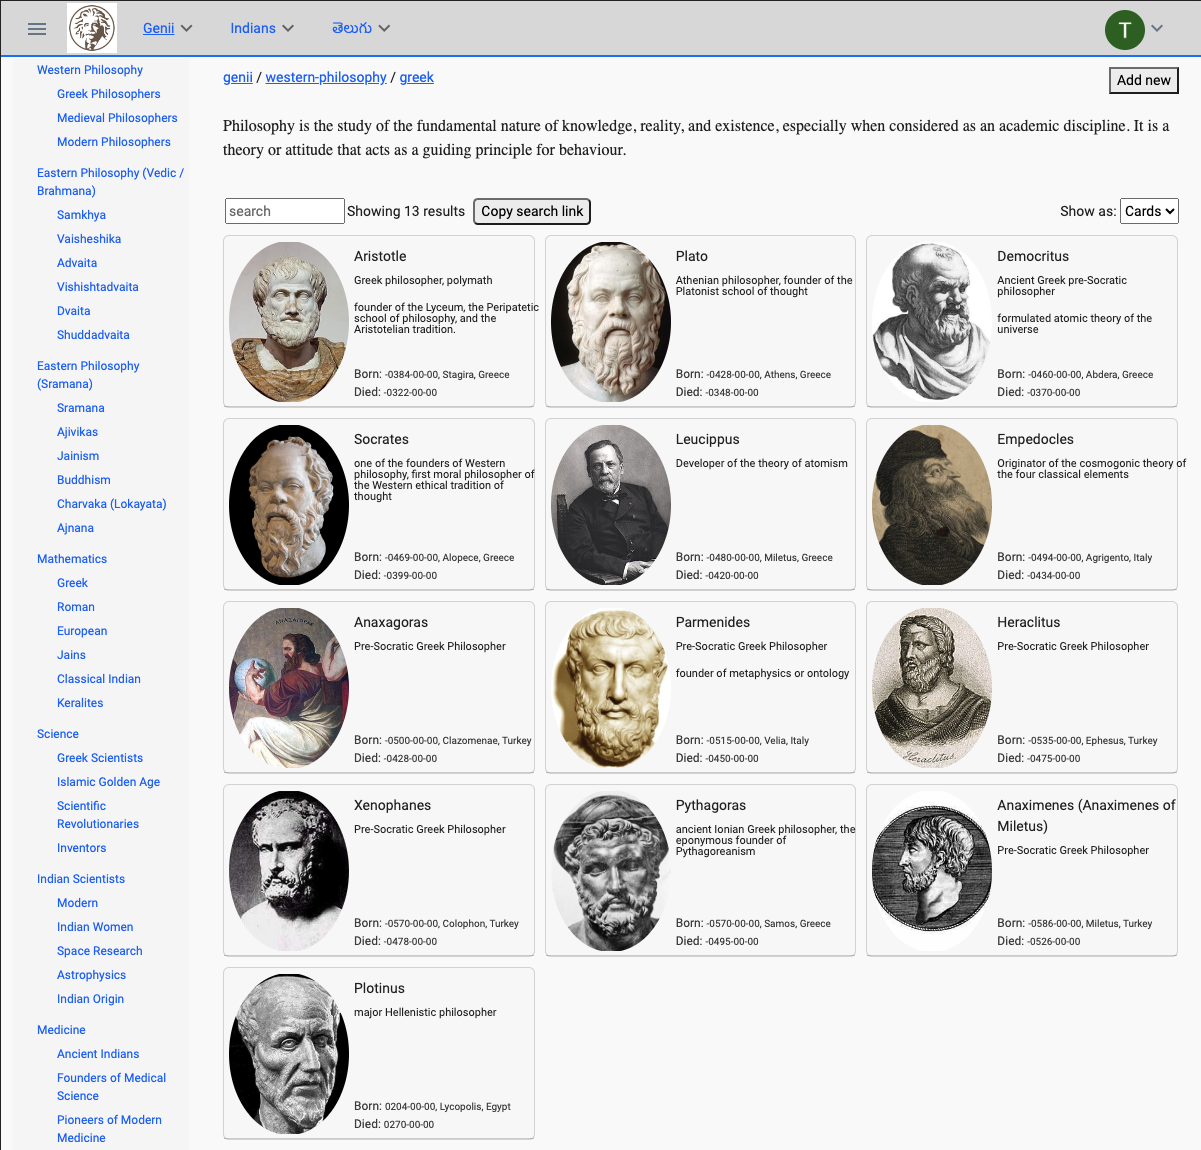 Genii
Indians
తెలుగు
T
Western Philosophy
Greek Philosophers
Medieval Philosophers
Modern Philosophers
Eastern Philosophy (Vedic /
Brahmana)
Samkhya
Vaisheshika
Advaita
Vishishtadvaita
Dvaita
Shuddadvaita
Eastern Philosophy
(Sramana)
Sramana
Ajivikas
Jainism
Buddhism
Charvaka (Lokayata)
Ajnana
Mathematics
Greek
Roman
European
Jains
Classical Indian
Keralites
Science
Greek Scientists
Islamic Golden Age
Scientific
Revolutionaries
Inventors
Indian Scientists
Modern
Indian Women
Space Research
Astrophysics
Indian Origin
Medicine
Ancient Indians
Founders of Medical
Science
Pioneers of Modern
Medicine
genii / western-philosophy / greek
Add new
Philosophy is the study of the fundamental nature of knowledge, reality, and existence, especially when considered as an academic discipline. It is a
theory or attitude that acts as a guiding principle for behaviour.
search
Showing 13 results
Copy search link
Show as: Cards
Aristotle
Greek philosopher, polymath
founder of the Lyceum, the Peripatetic
school of philosophy, and the
Aristotelian tradition.
Born: -0384-00-00, Stagira, Greece
Died: -0322-00-00
Plato
Athenian philosopher, founder of the
Platonist school of thought
Born: -0428-00-00, Athens, Greece
Died: -0348-00-00
Democritus
Ancient Greek pre-Socratic
philosopher
formulated atomic theory of the
universe
Born: -0460-00-00, Abdera, Greece
Died: -0370-00-00
Socrates
one of the founders of Western
philosophy, first moral philosopher of
the Western ethical tradition of
thought
Born: -0469-00-00, Alopece, Greece
Died: -0399-00-00
Leucippus
Developer of the theory of atomism
Born: -0480-00-00, Miletus, Greece
Died: -0420-00-00
Empedocles
Originator of the cosmogonic theory of
the four classical elements
Born: -0494-00-00, Agrigento, Italy
Died: -0434-00-00
Anaxagoras
Pre-Socratic Greek Philosopher
Born: -0500-00-00, Clazomenae, Turkey
Died: -0428-00-00
Parmenides
Pre-Socratic Greek Philosopher
founder of metaphysics or ontology
Born: -0515-00-00, Velia, Italy
Died: -0450-00-00
Heraclitus
Heraclitus
Pre-Socratic Greek Philosopher
Born: -0535-00-00, Ephesus, Turkey
Died: -0475-00-00
Xenophanes
Pre-Socratic Greek Philosopher
Born: -0570-00-00, Colophon, Turkey
Died: -0478-00-00
Pythagoras
ancient Ionian Greek philosopher, the
eponymous founder of
Pythagoreanism
Born: -0570-00-00, Samos, Greece
Died: -0495-00-00
Anaximenes (Anaximenes of
Miletus)
Pre-Socratic Greek Philosopher
Born: -0586-00-00, Miletus, Turkey
Died: -0526-00-00
Plotinus
major Hellenistic philosopher
Born: 0204-00-00, Lycopolis, Egypt
Died: 0270-00-00